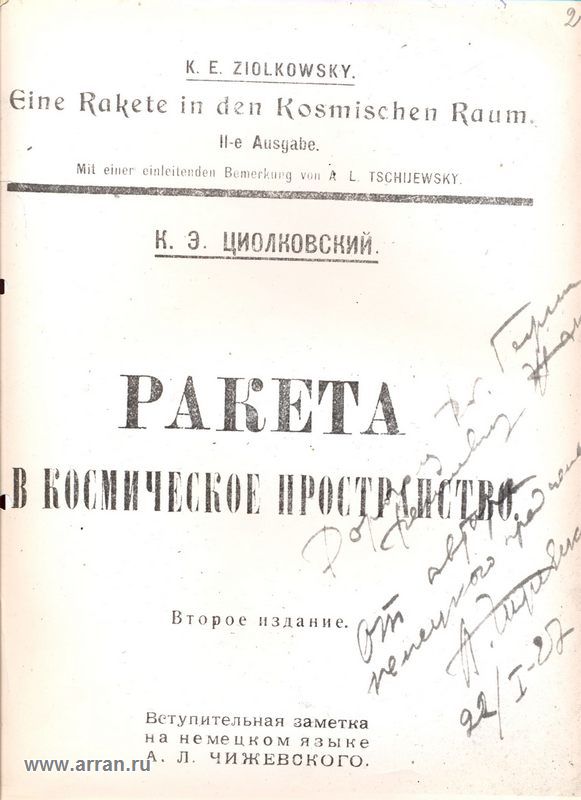 2
K. E. ZIOLKOWSKY.
Eine Rakete in den Kosmischen Raum.
II-e Ausgabe.
Mit einer einleitenden Bemerkung von A L. TSCHIJEWSKY.
К. Э. ЦИОЛКОВСКИЙ.
РАКЕТА
В КОСМИЧЕСКОЕ ПРОСТРАНСТВО.
Второе издание.
от автора
немецкого
22/I-27
Вступительная заметка
на немецком языке
А. Л. ЧИЖЕВСКОГО.
www.arran.ru